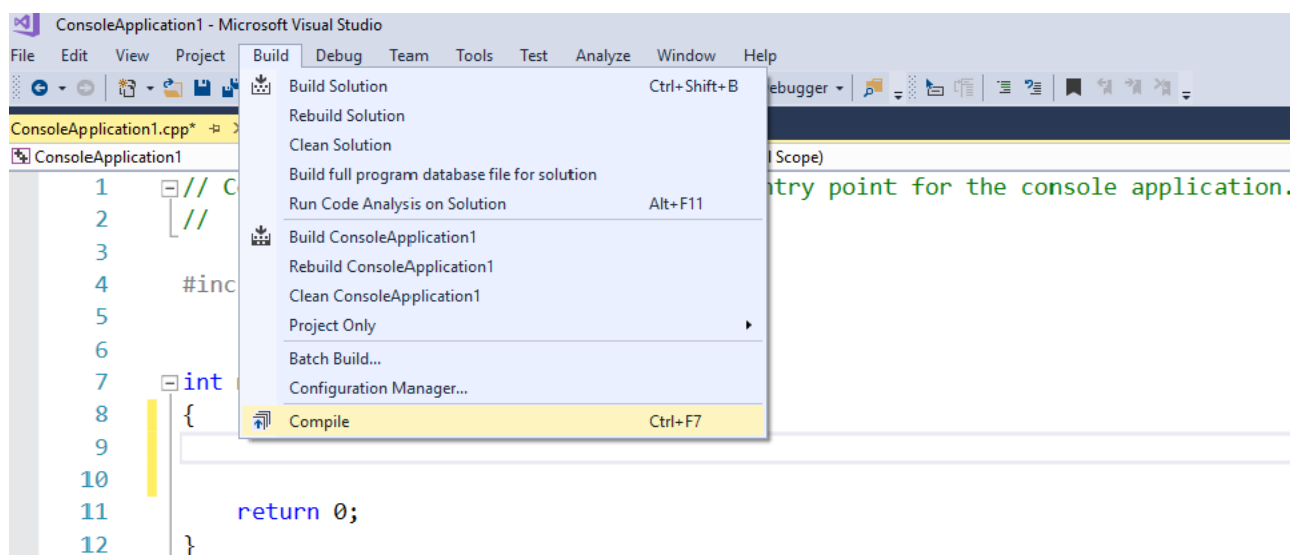 ConsoleApplication1 - Microsoft Visual Studio
File Edit View Project Build Debug Team Tools Test Analyze Window Help
Build Solution Ctrl+Shift+B
ebugger
Rebuild Solution
ConsoleApplication1.cpp*
Clean Solution
ConsoleApplication1
l Scope)
Build full program database file for solution
1 // C
ntry point for the console application.
Run Code Analysis on Solution Alt+F11
2 //
Build ConsoleApplication1
3
Rebuild ConsoleApplication1
4 #inc
Clean ConsoleApplication1
5
Project Only
6
Batch Build...
7 int
Configuration Manager...
8 {
Compile Ctrl+F7
9
10
11 return 0;
12 }